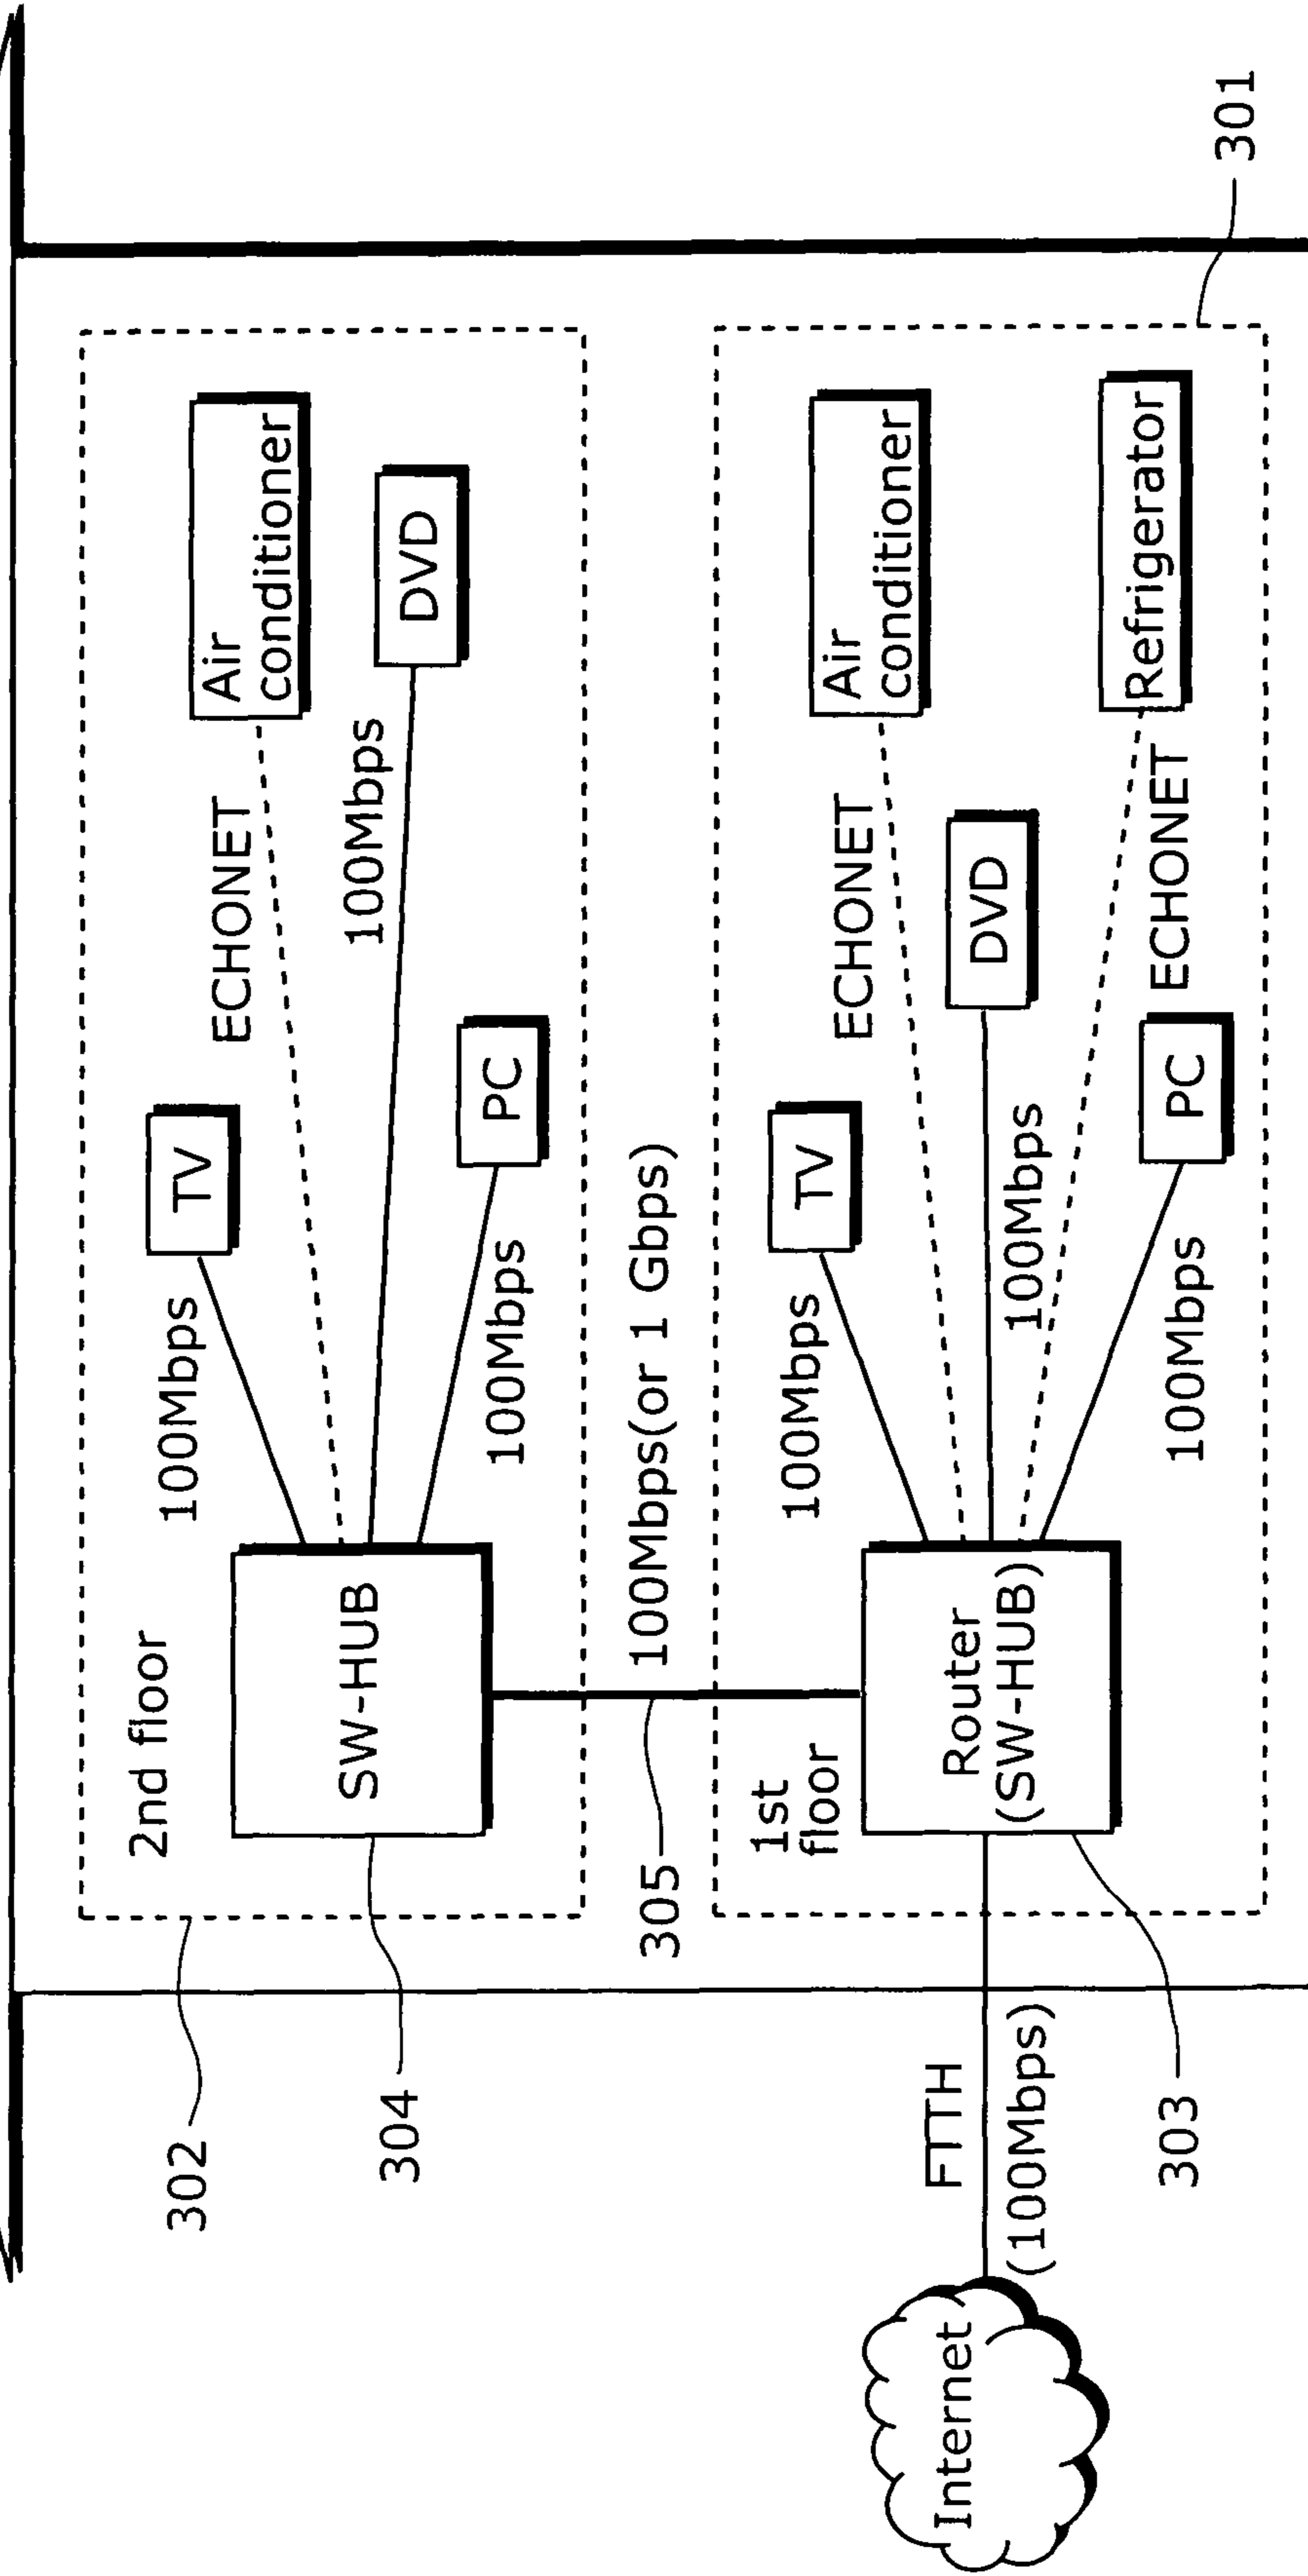 2nd floor
302
304
SW-HUB
100Mbps
TV
ECHONET
Air
conditioner
100Mbps
DVD
100Mbps
PC
305
100Mbps(or 1 Gbps)
1st
floor
Router
(SW-HUB)
303
Internet
FTTH
(100Mbps)
100Mbps
TV
ECHONET
Air
conditioner
100Mbps
DVD
ECHONET
Refrigerator
100Mbps
PC
301